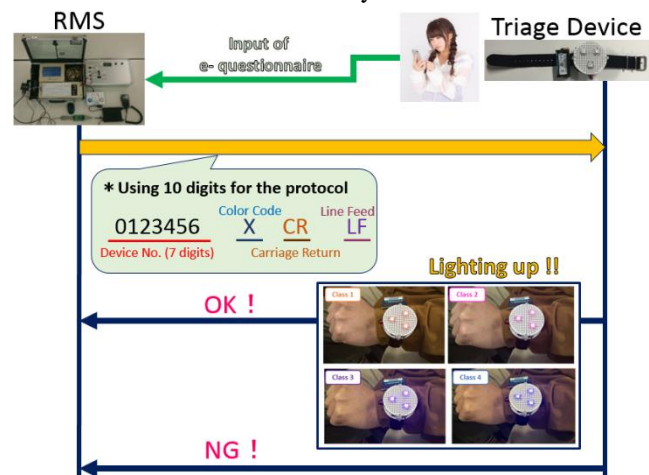 RMS
Triage Device
Input of
e- questionnaire
* Using 10 digits for the protocol
Color Code
Line Feed
0123456 X CR LF
Device No. (7 digits)
Carriage Return
Lighting up !!
OK !
Class 1
Class 2
Class 3
Class 4
NG !